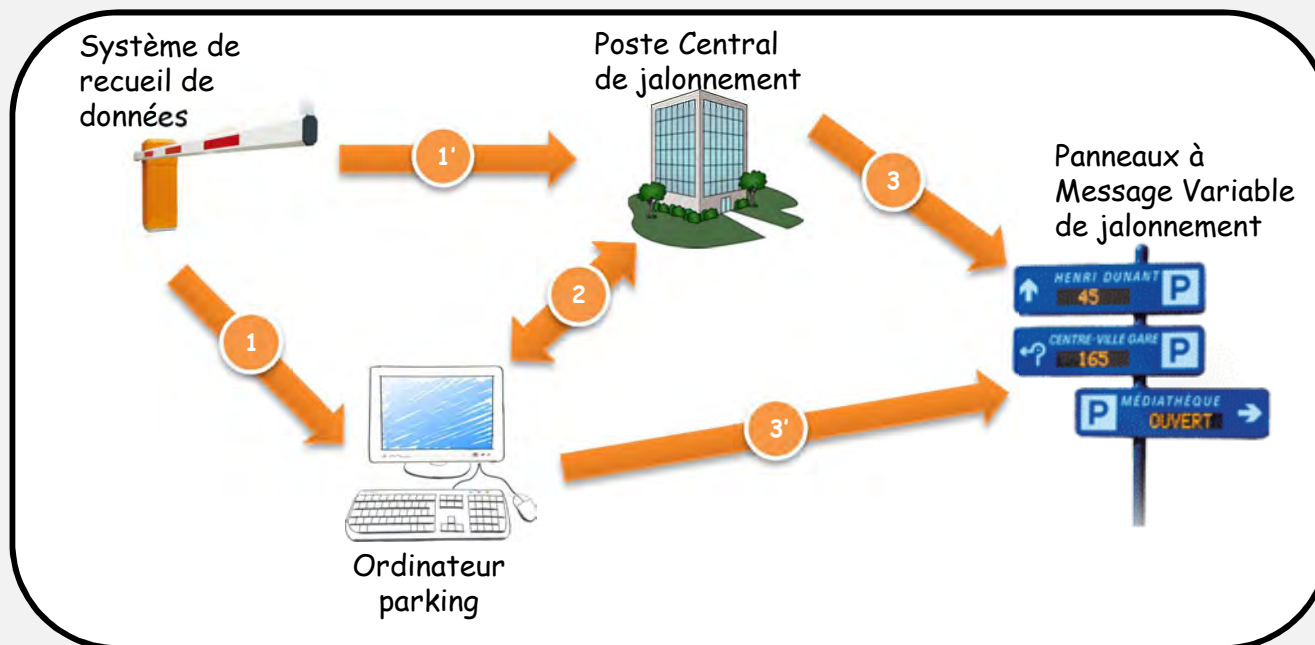 Système de
recueil de
données
Poste Central
de jalonnement
1'
3
Panneaux à
Message Variable
de jalonnement
HENRI DUNANT
45
P
2
1
CENTRE-VILLE GARE
165
P
P
MÉDIATHÈQUE
OUVERT
3'
Ordinateur
parking